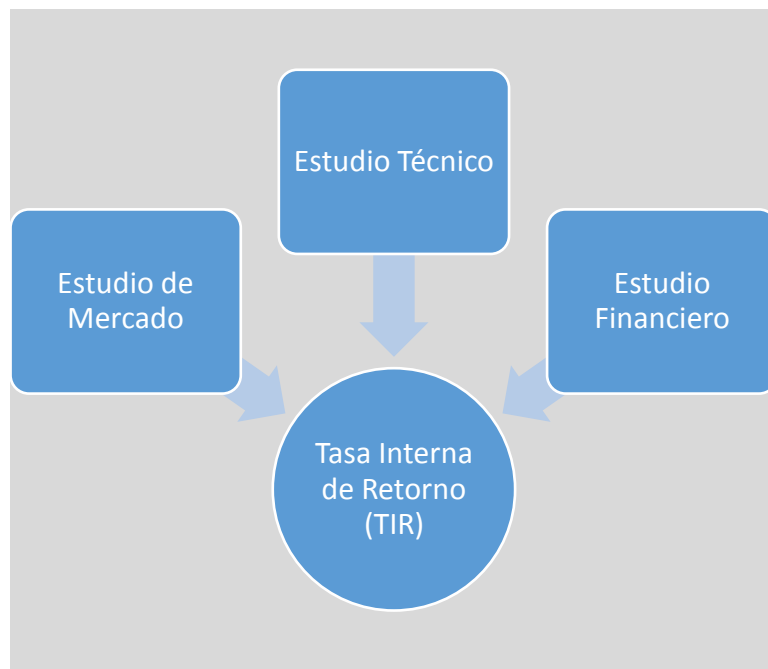 Estudio Técnico
Estudio de
Mercado
Estudio
Financiero
Tasa Interna
de Retorno
(TIR)